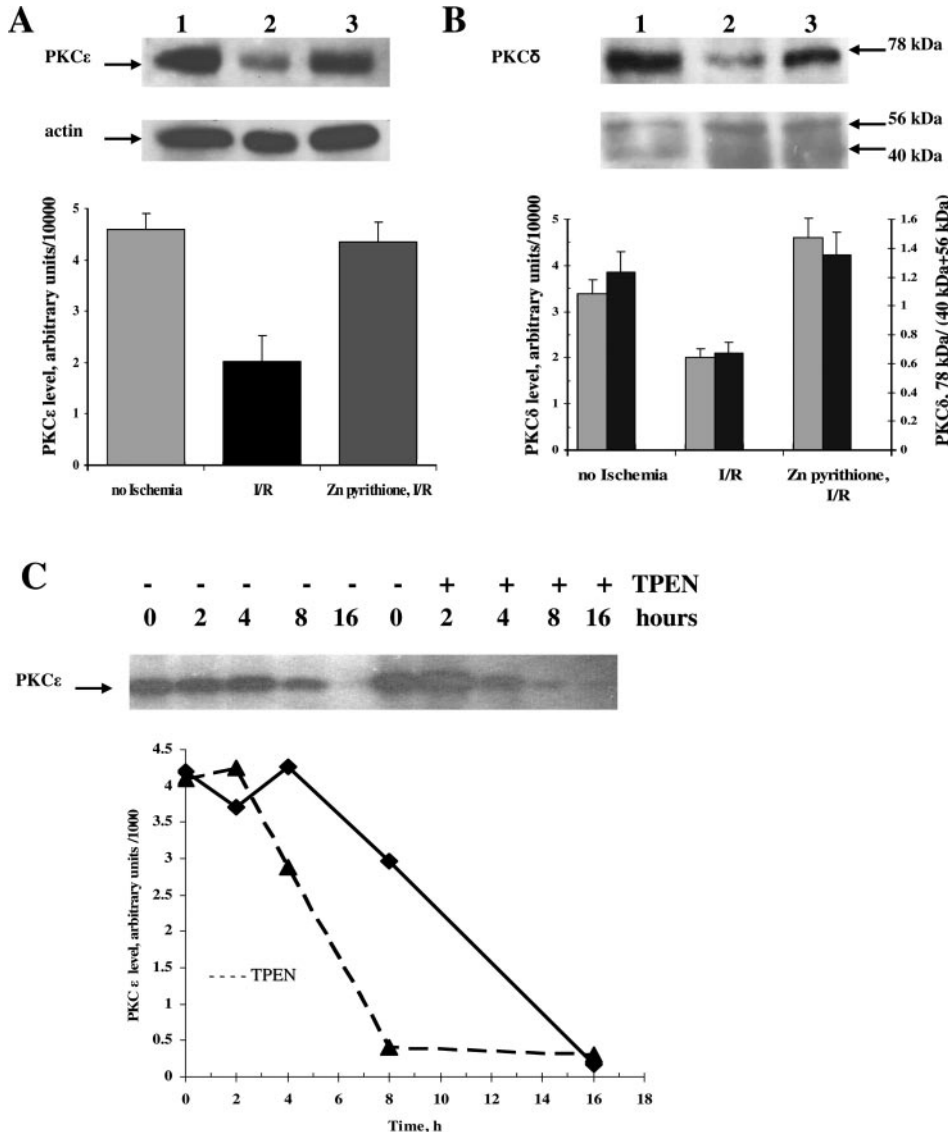 A
1 2 3
PKCε
actin
PKCε level, arbitrary units/10000
5
4
3
2
1
0
no Ischemia I/R Zn pyrithione, I/R
B
1 2 3
PKCδ
78 kDa
56 kDa
40 kDa
PKCδ level, arbitrary units/10000
5
4
3
2
1
0
1.6
1.4
1.2
1
0.8
0.6
0.4
0.2
0
PKCδ, 78 kDa/ (40 kDa+56 kDa)
no Ischemia I/R Zn pyrithione,
I/R
C
- - - - - - + + + + TPEN
0 2 4 8 16 0 2 4 8 16 hours
PKCε
PKC ε level, arbitrary units /1000
4.5
4
3.5
3
2.5
2
1.5
1
0.5
0
TPEN
0 2 4 6 8 10 12 14 16 18
Time, h